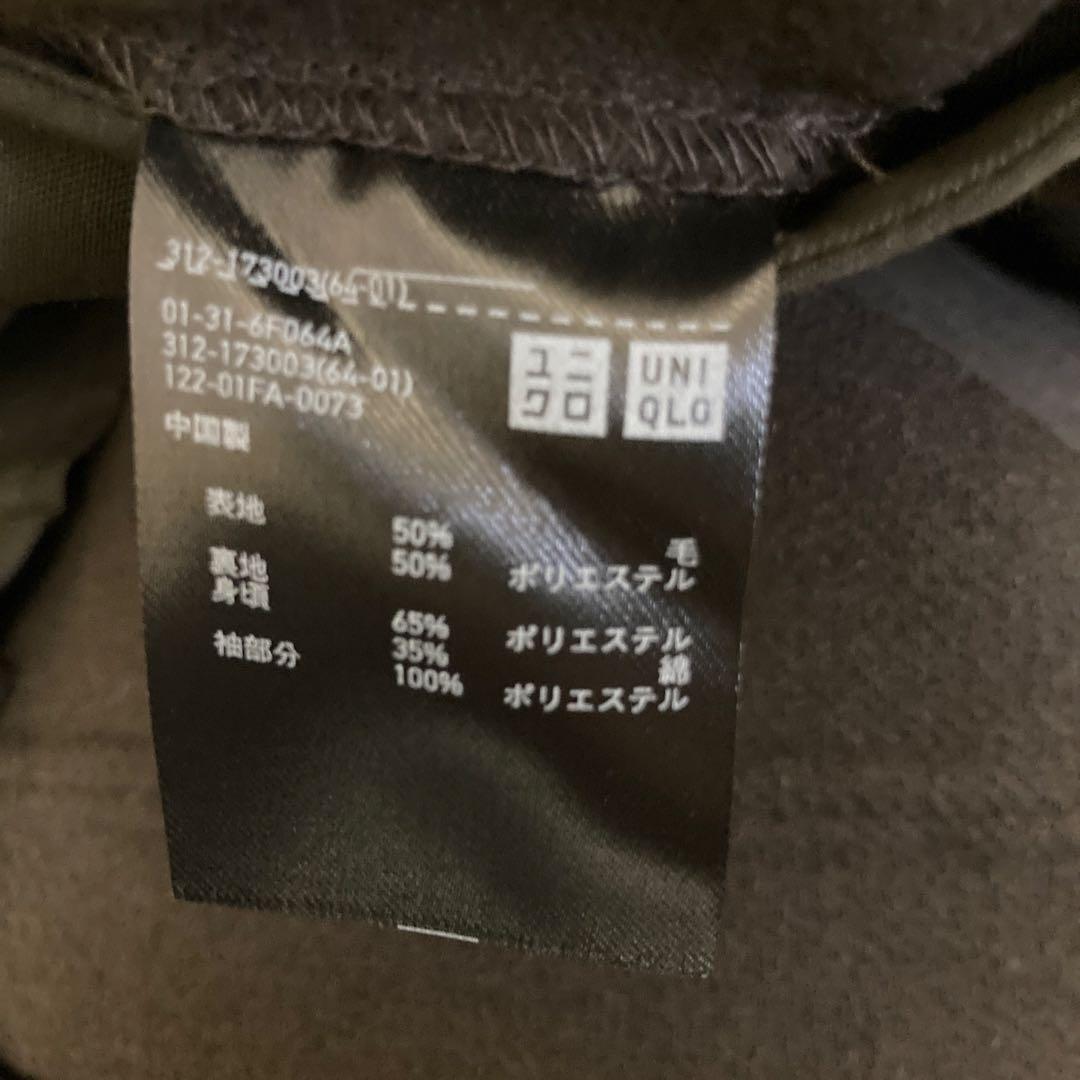 312-173003(64-01)
01-31-6F064A
312-173003(64-01)
122-01FA-0073
中国製
ユニ
クロ
UNI
QLO
表地
50% 毛
50% ポリエステル
裏地
身頃
65% ポリエステル
35% 綿
袖部分
100% ポリエステル